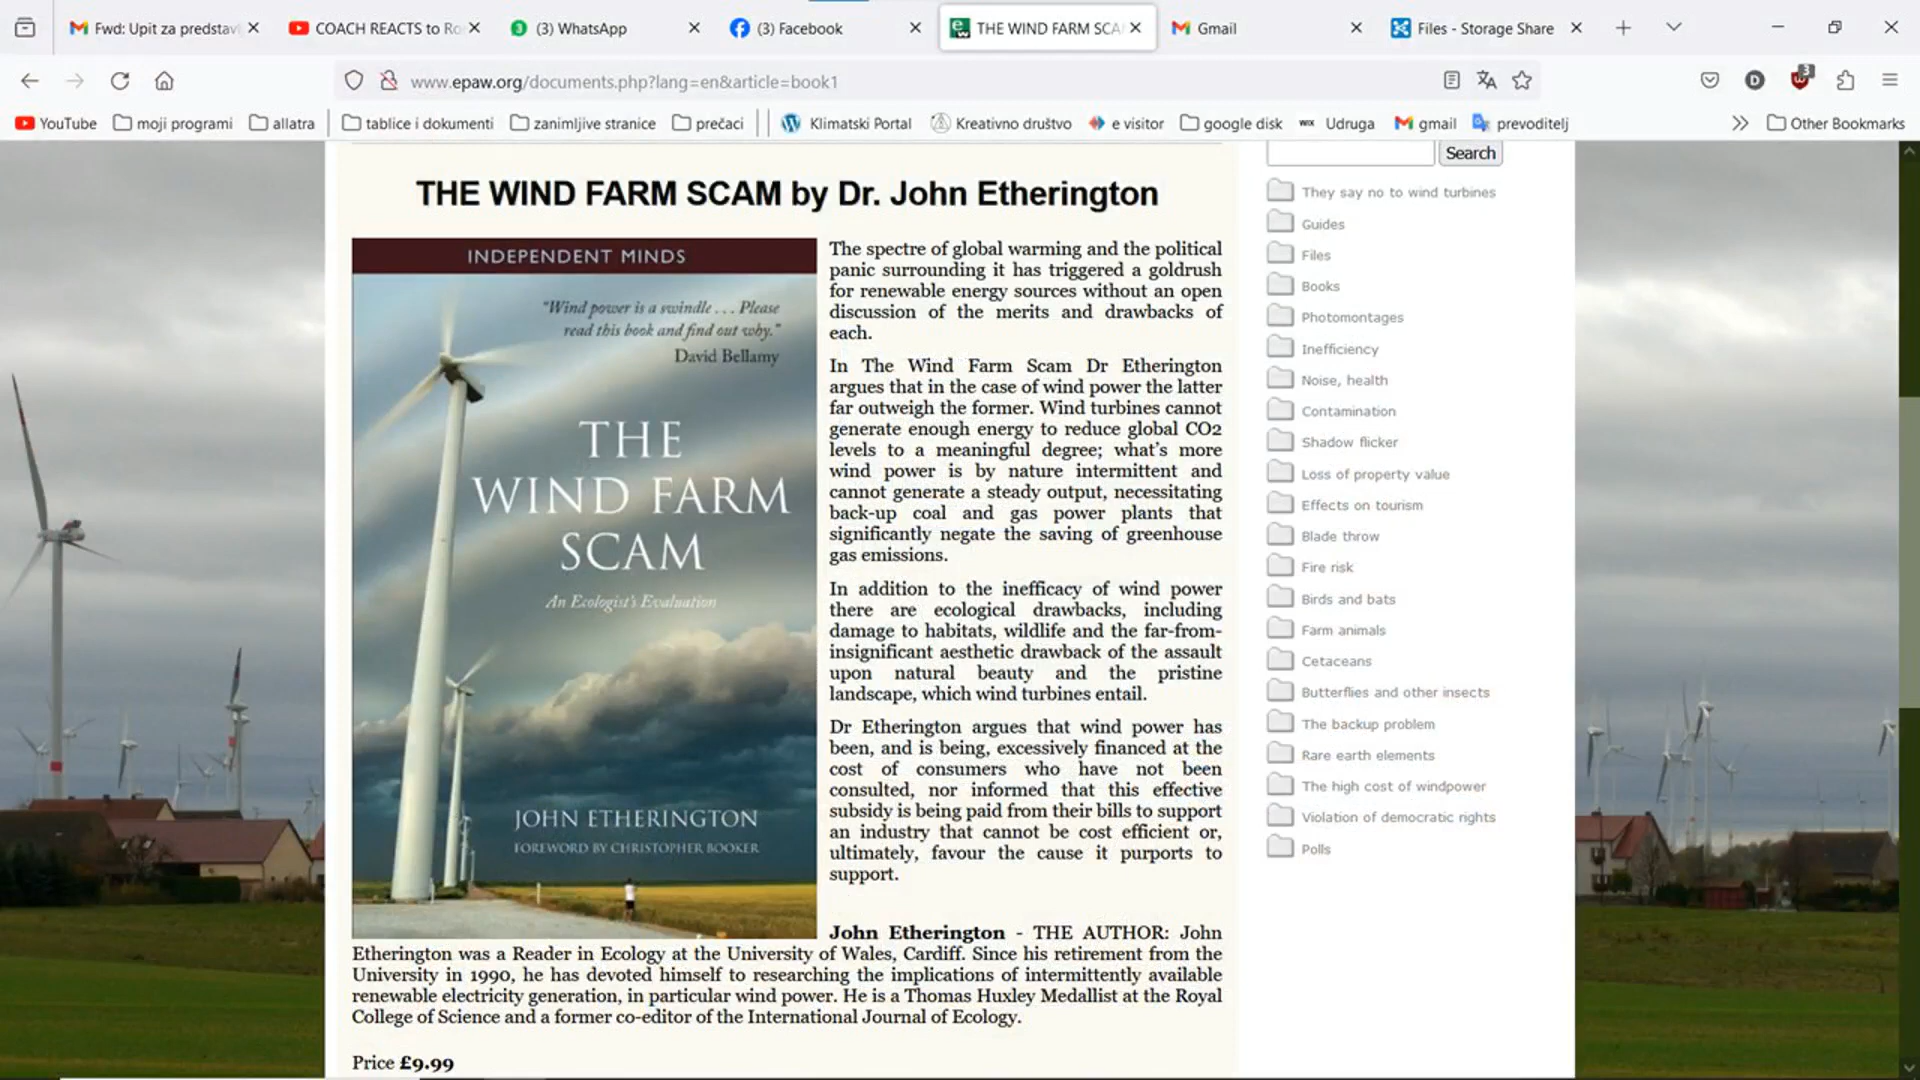 Fwd: Upit za predstavi
COACH REACTS to Ro
(3) WhatsApp
(3) Facebook
THE WIND FARM SCA
Gmail
Files - Storage Share
www.epaw.org/documents.php?lang=en&article=book1
3
YouTube
moji programi
allatra
tablice i dokumenti
zanimljive stranice
prečaci
Klimatski Portal
Kreativno društvo
e visitor
google disk
WIX
Udruga
gmail
prevoditelj
Other Bookmarks
THE WIND FARM SCAM by Dr. John Etherington
INDEPENDENT MINDS
"Wind power is a swindle . . . Please
read this book and find out why."
David Bellamy
THE
WIND FARM
SCAM
An Ecologist's Evaluation
JOHN ETHERINGTON
FOREWORD BY CHRISTOPHER BOOKER
The spectre of global warming and the political
panic surrounding it has triggered a goldrush
for renewable energy sources without an open
discussion of the merits and drawbacks of
each.
In The Wind Farm Scam Dr Etherington
argues that in the case of wind power the latter
far outweigh the former. Wind turbines cannot
generate enough energy to reduce global CO2
levels to a meaningful degree; what's more
wind power is by nature intermittent and
cannot generate a steady output, necessitating
back-up coal and gas power plants that
significantly negate the saving of greenhouse
gas emissions.
In addition to the inefficacy of wind power
there are ecological drawbacks, including
damage to habitats, wildlife and the far-from-
insignificant aesthetic drawback of the assault
upon natural beauty and the pristine
landscape, which wind turbines entail.
Dr Etherington argues that wind power has
been, and is being, excessively financed at the
cost of consumers who have not been
consulted, nor informed that this effective
subsidy is being paid from their bills to support
an industry that cannot be cost efficient or,
ultimately, favour the cause it purports to
support.
John Etherington - THE AUTHOR: John
Etherington was a Reader in Ecology at the University of Wales, Cardiff. Since his retirement from the
University in 1990, he has devoted himself to researching the implications of intermittently available
renewable electricity generation, in particular wind power. He is a Thomas Huxley Medallist at the Royal
College of Science and a former co-editor of the International Journal of Ecology.
Price £9.99
Search
They say no to wind turbines
Guides
Files
Books
Photomontages
Inefficiency
Noise, health
Contamination
Shadow flicker
Loss of property value
Effects on tourism
Blade throw
Fire risk
Birds and bats
Farm animals
Cetaceans
Butterflies and other insects
The backup problem
Rare earth elements
The high cost of windpower
Violation of democratic rights
Polls